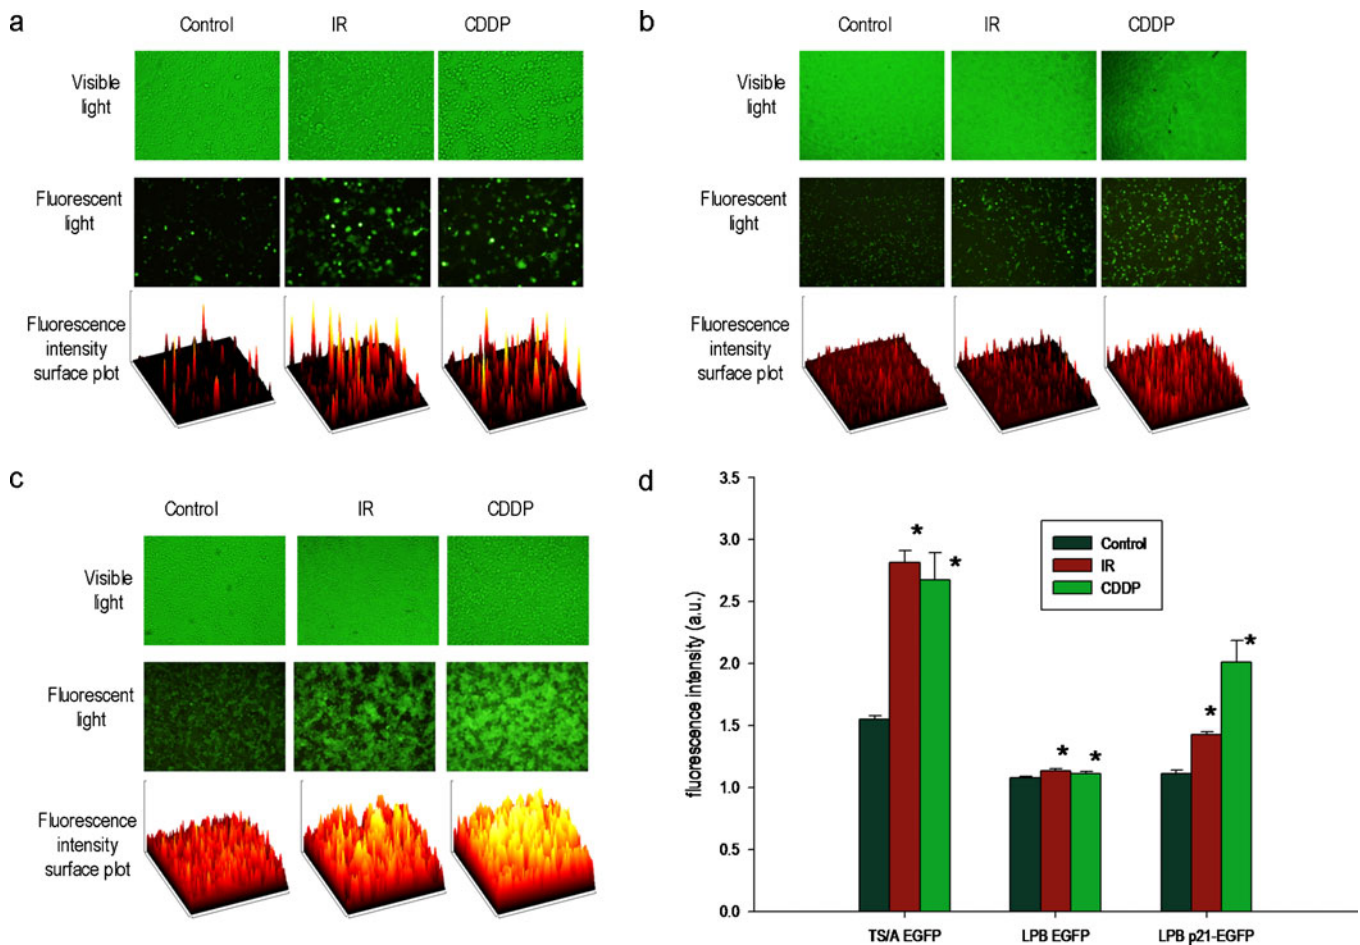 a
Control IR CDDP
Visible
light
Fluorescent
light
Fluorescence
intensity
surface plot
b
Control IR CDDP
Visible
light
Fluorescent
light
Fluorescence
intensity
surface plot
c
Control IR CDDP
Visible
light
Fluorescent
light
Fluorescence
intensity
surface plot
d
fluorescence intensity (a.u.)
3.5
3.0
2.5
2.0
1.5
1.0
0.5
0.0
Control
IR
CDDP
* *
* *
* *
TS/A EGFP LPB EGFP LPB p21-EGFP